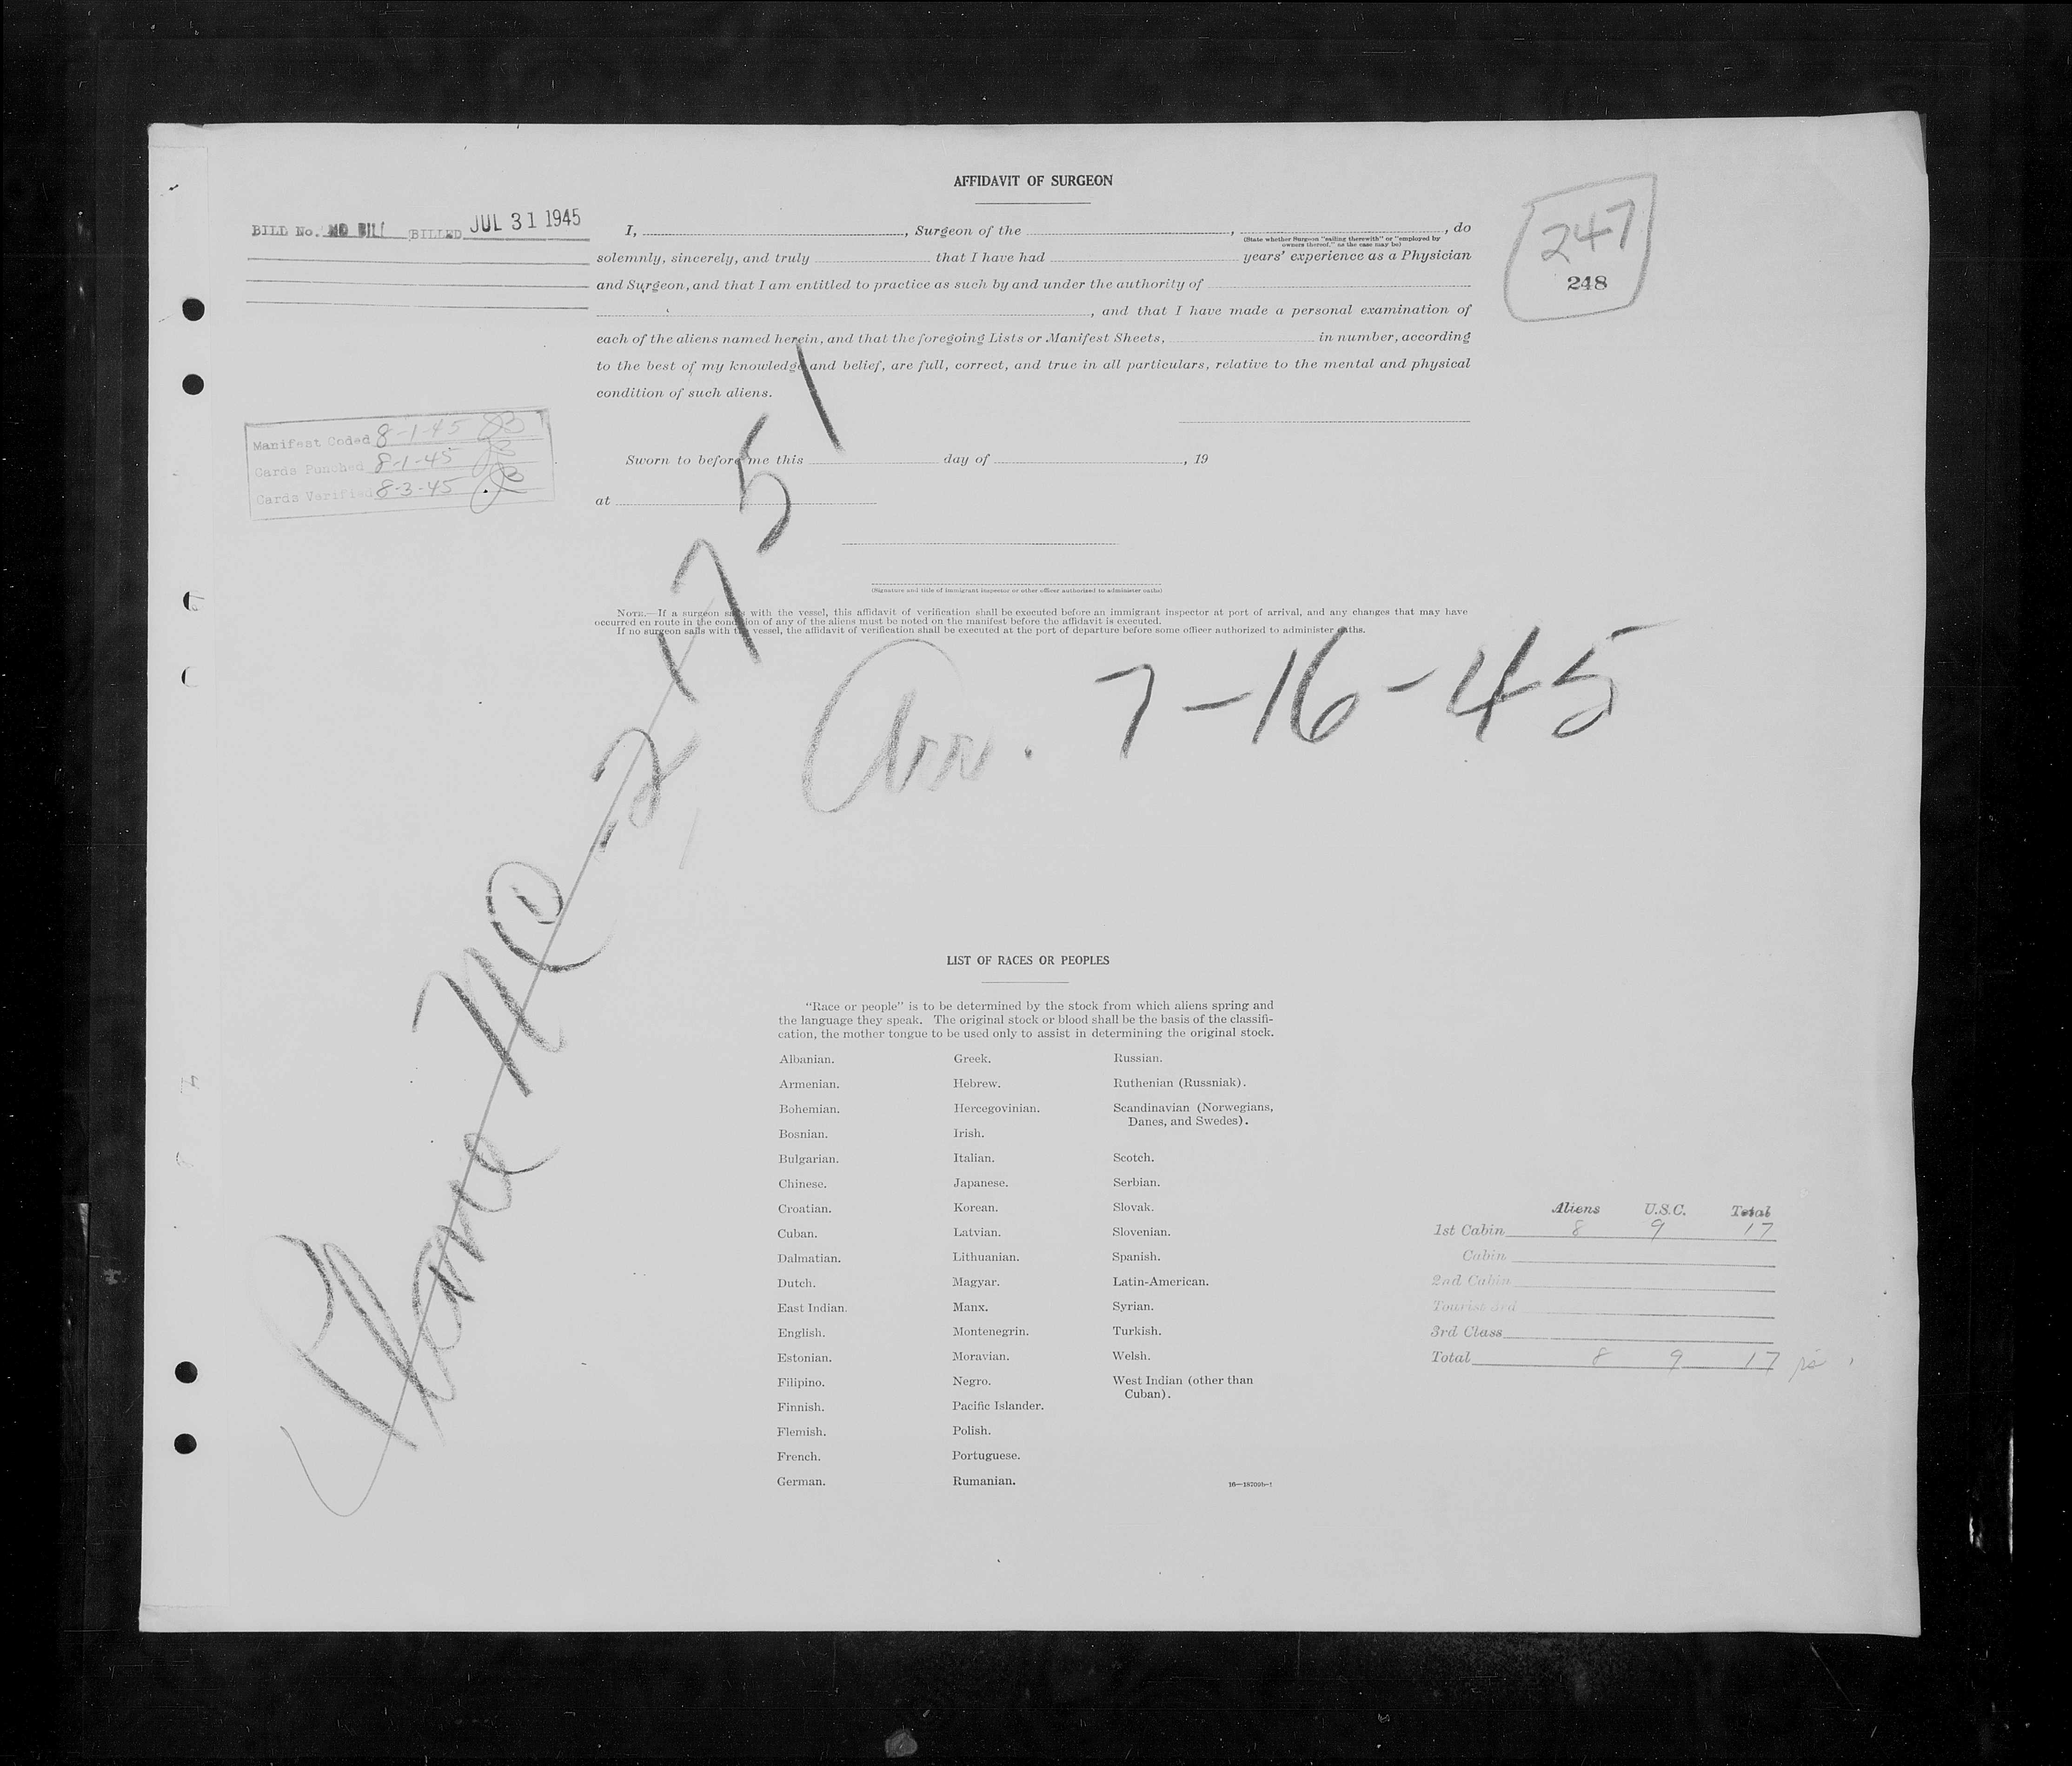 AFFIDAVIT OF SURGEON
BILL No. NO BILL BILLED JUL 31 1945
247
248
I, , Surgeon of the , , do
(State whether Surgeon "sailing therewith" or "employed by
owners thereof," as the case may be)
solemnly, sincerely, and truly that I have had years' experience as a Physician
and Surgeon, and that I am entitled to practice as such by and under the authority of
, and that I have made a personal examination of
each of the aliens named herein, and that the foregoing Lists or Manifest Sheets, in number, according
to the best of my knowledge and belief, are full, correct, and true in all particulars, relative to the mental and physical
condition of such aliens.
Manifest Coded 8-1-45
Cards Punched 8-1-45
Cards Verified 8-3-45
Sworn to before me this day of , 19
at
(Signature and title of immigrant inspector or other officer authorized to administer oaths)
NOTE.—If a surgeon sails with the vessel, this affidavit of verification shall be executed before an immigrant inspector at port of arrival, and any changes that may have
occurred en route in the condition of any of the aliens must be noted on the manifest before the affidavit is executed.
If no surgeon sails with the vessel, the affidavit of verification shall be executed at the port of departure before some officer authorized to administer oaths.
Plane NC-2,1751
Arr. 7-16-45
LIST OF RACES OR PEOPLES
"Race or people" is to be determined by the stock from which aliens spring and
the language they speak. The original stock or blood shall be the basis of the classifi-
cation, the mother tongue to be used only to assist in determining the original stock.
Albanian.
Armenian.
Bohemian.
Bosnian.
Bulgarian.
Chinese.
Croatian.
Cuban.
Dalmatian.
Dutch.
East Indian.
English.
Estonian.
Filipino.
Finnish.
Flemish.
French.
German.
Greek.
Hebrew.
Hercegovinian.
Irish.
Italian.
Japanese.
Korean.
Latvian.
Lithuanian.
Magyar.
Manx.
Montenegrin.
Moravian.
Negro.
Pacific Islander.
Polish.
Portuguese.
Rumanian.
Russian.
Ruthenian (Russniak).
Scandinavian (Norwegians,
Danes, and Swedes).
Scotch.
Serbian.
Slovak.
Slovenian.
Spanish.
Latin-American.
Syrian.
Turkish.
Welsh.
West Indian (other than
Cuban).
16—18709b-1
Aliens U.S.C. Total
1st Cabin 8 9 17
Cabin
2nd Cabin
Tourist 3rd
3rd Class
Total 8 9 17